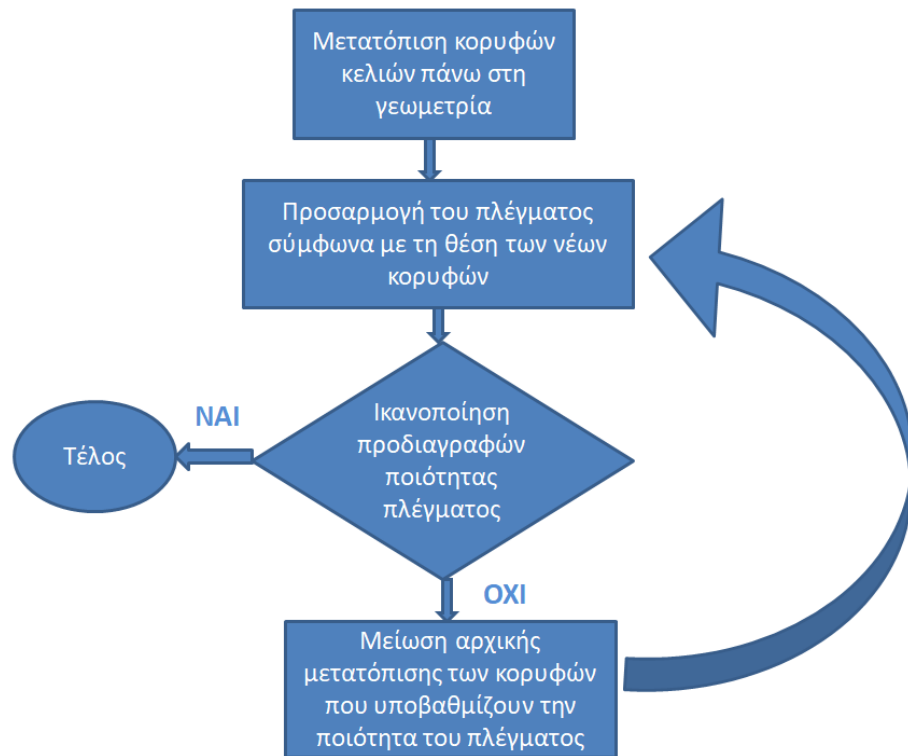 Μετατόπιση κορυφών
κελιών πάνω στη
γεωμετρία
Προσαρμογή του πλέγματος
σύμφωνα με τη θέση των νέων
κορυφών
ΝΑΙ
Τέλος
Ικανοποίηση
προδιαγραφών
ποιότητας
πλέγματος
ΟΧΙ
Μείωση αρχικής
μετατόπισης των κορυφών
που υποβαθμίζουν την
ποιότητα του πλέγματος